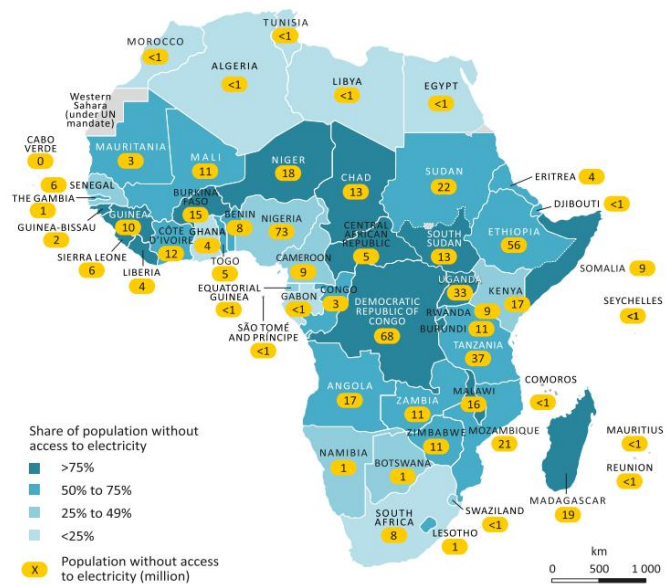 TUNISIA
<1
MOROCCO
<1
ALGERIA
<1
LIBYA
<1
EGYPT
<1
Western
Sahara
(under UN
mandate)
CABO
VERDE
0
MAURITANIA
3
MALI
11
NIGER
18
CHAD
13
SUDAN
22
ERITREA 4
6
SENEGAL
THE GAMBIA
1
GUINEA-BISSAU
2
GUINEA
10
SIERRA LEONE
6
LIBERIA
4
BURKINA
FASO
15
CÔTE
D'IVOIRE
12
GHANA
4
TOGO
5
BENIN
8
NIGERIA
73
DJIBOUTI <1
ETHIOPIA
56
CENTRAL
AFRICAN
REPUBLIC
5
SOUTH
SUDAN
13
SOMALIA 9
CAMEROON
9
EQUATORIAL
GUINEA
<1
GABON
<1
CONGO
3
SÃO TOMÉ
AND PRÍNCIPE
<1
DEMOCRATIC
REPUBLIC OF
CONGO
68
UGANDA
33
KENYA
17
RWANDA 9
BURUNDI 11
TANZANIA
37
SEYCHELLES
<1
COMOROS
<1
ANGOLA
17
ZAMBIA
11
MALAWI
16
ZIMBABWE
11
MOZAMBIQUE
21
MAURITIUS
<1
REUNION
<1
MADAGASCAR
19
NAMIBIA
1
BOTSWANA
1
SOUTH
AFRICA
8
SWAZILAND
<1
LESOTHO
1
Share of population without
access to electricity
>75%
50% to 75%
25% to 49%
<25%
X Population without access
to electricity (million)
km
0 500 1 000